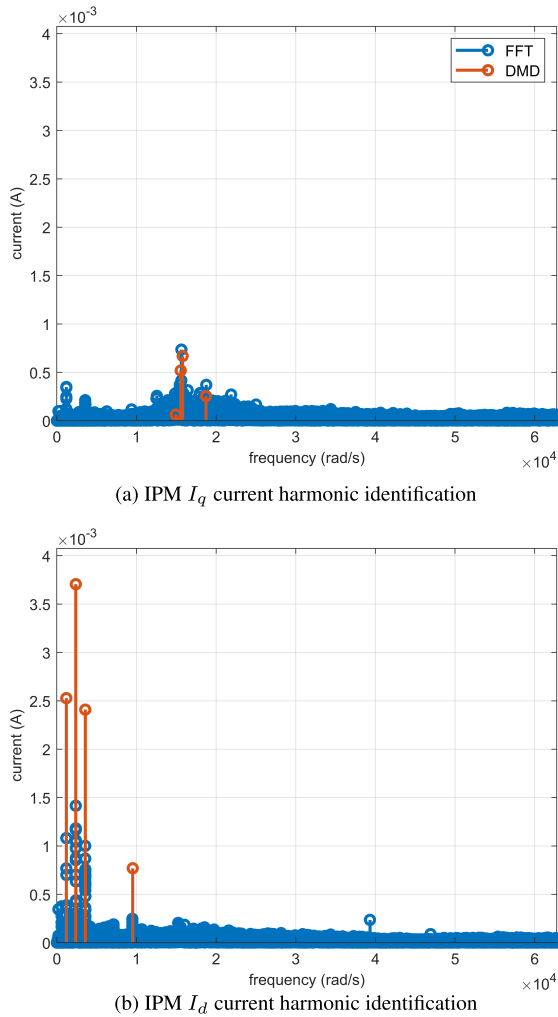 ×10⁻³
4
3.5
3
2.5
2
1.5
1
0.5
0
current (A)
FFT
DMD
0 1 2 3 4 5 6
frequency (rad/s)
×10⁴
(a) IPM I_q current harmonic identification
×10⁻³
4
3.5
3
2.5
2
1.5
1
0.5
0
current (A)
0 1 2 3 4 5 6
frequency (rad/s)
×10⁴
(b) IPM I_d current harmonic identification